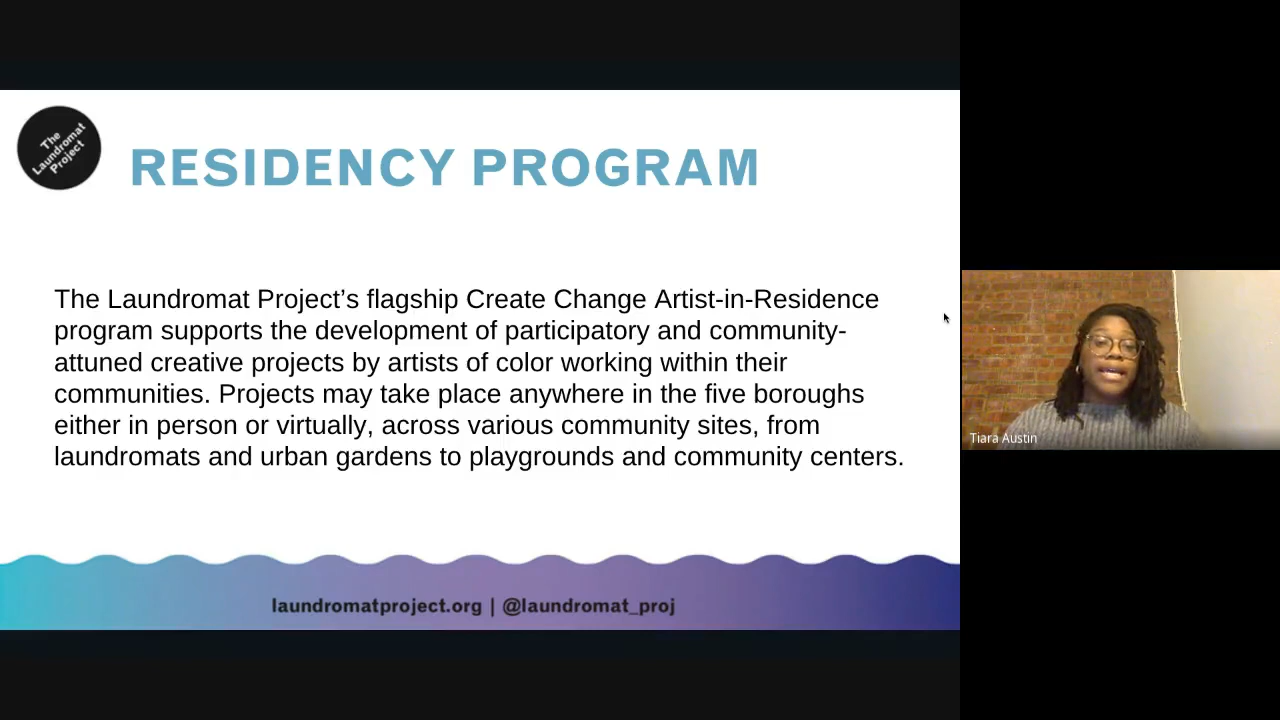 The
Laundromat
Project
RESIDENCY PROGRAM
The Laundromat Project’s flagship Create Change Artist-in-Residence
program supports the development of participatory and community-
attuned creative projects by artists of color working within their
communities. Projects may take place anywhere in the five boroughs
either in person or virtually, across various community sites, from
laundromats and urban gardens to playgrounds and community centers.
Tiara Austin
laundromatproject.org | @laundromat_proj